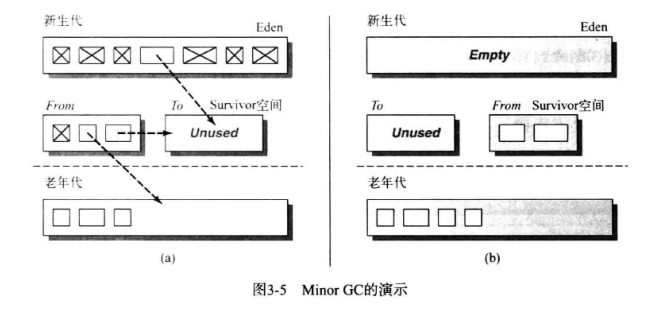 新生代
Eden
From
To
Survivor空间
Unused
老年代
(a)
新生代
Eden
Empty
To
From
Survivor空间
Unused
老年代
(b)
图3-5 Minor GC的演示